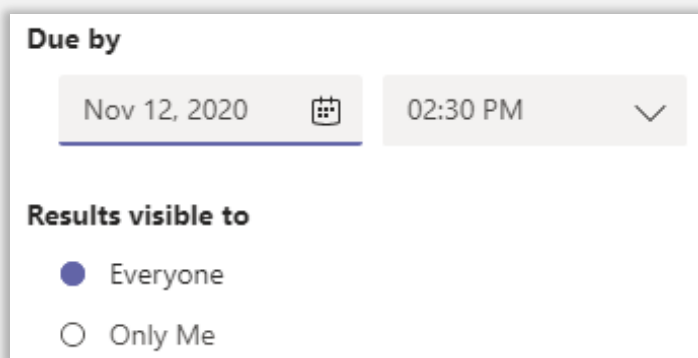 Due by
Nov 12, 2020 02:30 PM
Results visible to
Everyone
Only Me